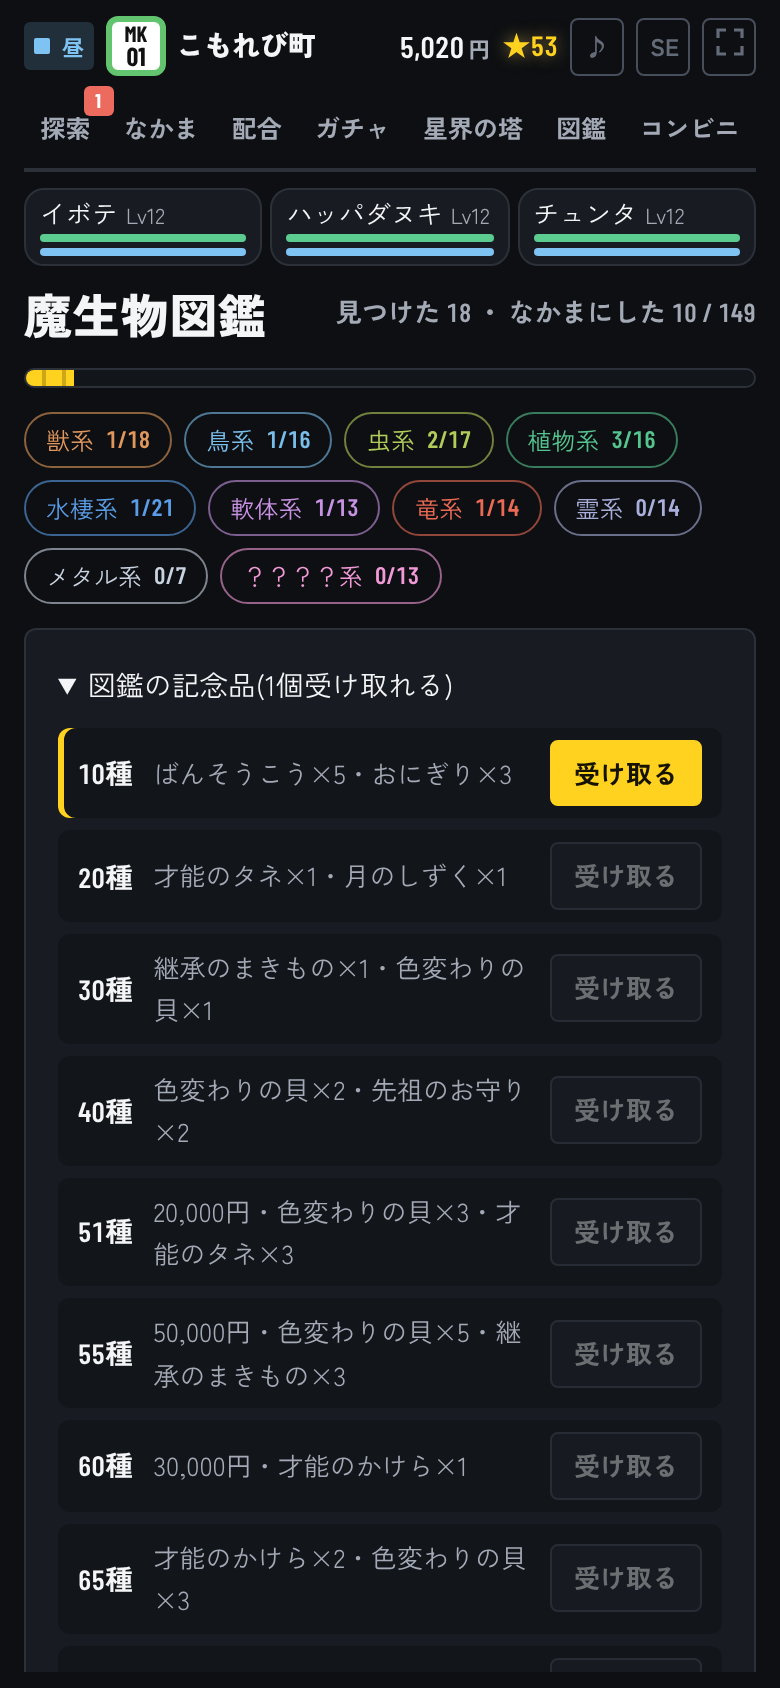 昼
MK
01
こもれび町
5,020円
★53
♪
SE
1
探索 なかま 配合 ガチャ 星界の塔 図鑑 コンビニ
イボテ Lv12
ハッパダヌキ Lv12
チュンタ Lv12
魔生物図鑑
見つけた 18 ・ なかまにした 10 / 149
獣系 1/18
鳥系 1/16
虫系 2/17
植物系 3/16
水棲系 1/21
軟体系 1/13
竜系 1/14
霊系 0/14
メタル系 0/7
？？？？系 0/13
▼ 図鑑の記念品(1個受け取れる)
10種 ばんそうこう×5・おにぎり×3 受け取る
20種 才能のタネ×1・月のしずく×1 受け取る
30種 継承のまきもの×1・色変わりの
貝×1
受け取る
40種 色変わりの貝×2・先祖のお守り
×2
受け取る
51種 20,000円・色変わりの貝×3・才
能のタネ×3
受け取る
55種 50,000円・色変わりの貝×5・継
承のまきもの×3
受け取る
60種 30,000円・才能のかけら×1 受け取る
65種 才能のかけら×2・色変わりの貝
×3
受け取る